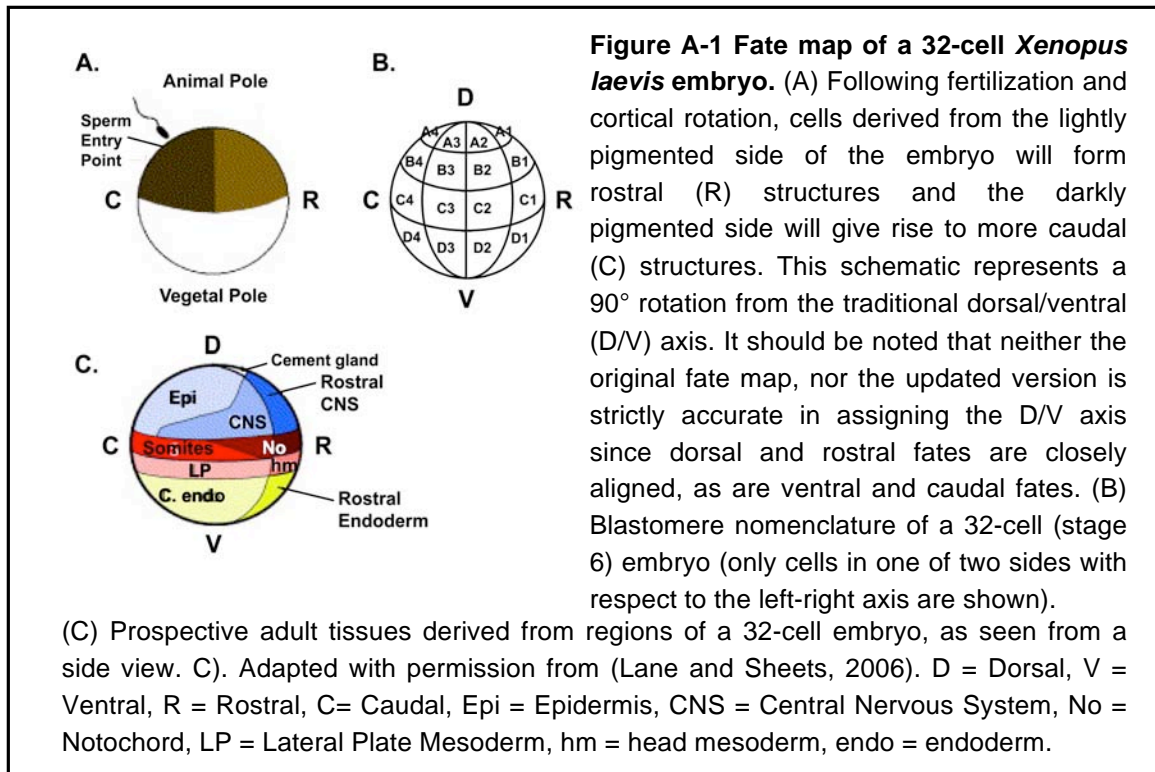 A.
Animal Pole
Sperm
Entry
Point
C
R
Vegetal Pole
B.
D
A4
A3
A2
A1
B4
B3
B2
B1
C
C4
C3
C2
C1
R
D4
D3
D2
D1
V
C.
D
Cement gland
Rostral
CNS
Epi
CNS
C
Somites
No
R
hm
LP
C. endo
Rostral
Endoderm
V
Figure A-1 Fate map of a 32-cell Xenopus
laevis embryo. (A) Following fertilization and
cortical rotation, cells derived from the lightly
pigmented side of the embryo will form
rostral (R) structures and the darkly
pigmented side will give rise to more caudal
(C) structures. This schematic represents a
90° rotation from the traditional dorsal/ventral
(D/V) axis. It should be noted that neither the
original fate map, nor the updated version is
strictly accurate in assigning the D/V axis
since dorsal and rostral fates are closely
aligned, as are ventral and caudal fates. (B)
Blastomere nomenclature of a 32-cell (stage
6) embryo (only cells in one of two sides with
respect to the left-right axis are shown).
(C) Prospective adult tissues derived from regions of a 32-cell embryo, as seen from a
side view. C). Adapted with permission from (Lane and Sheets, 2006). D = Dorsal, V =
Ventral, R = Rostral, C= Caudal, Epi = Epidermis, CNS = Central Nervous System, No =
Notochord, LP = Lateral Plate Mesoderm, hm = head mesoderm, endo = endoderm.